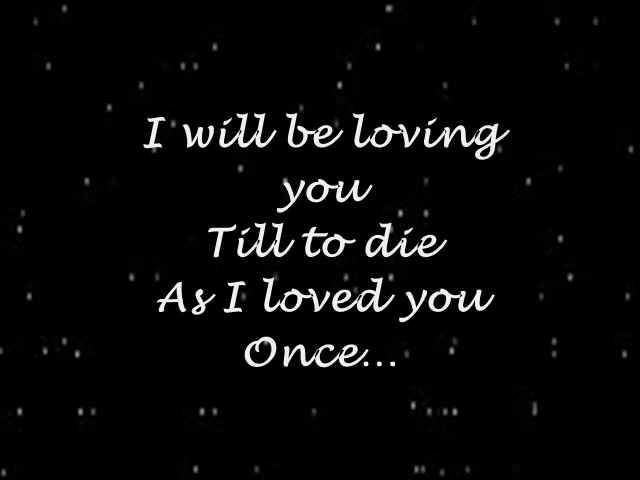 I will be loving
you
Till to die
As I loved you
Once...